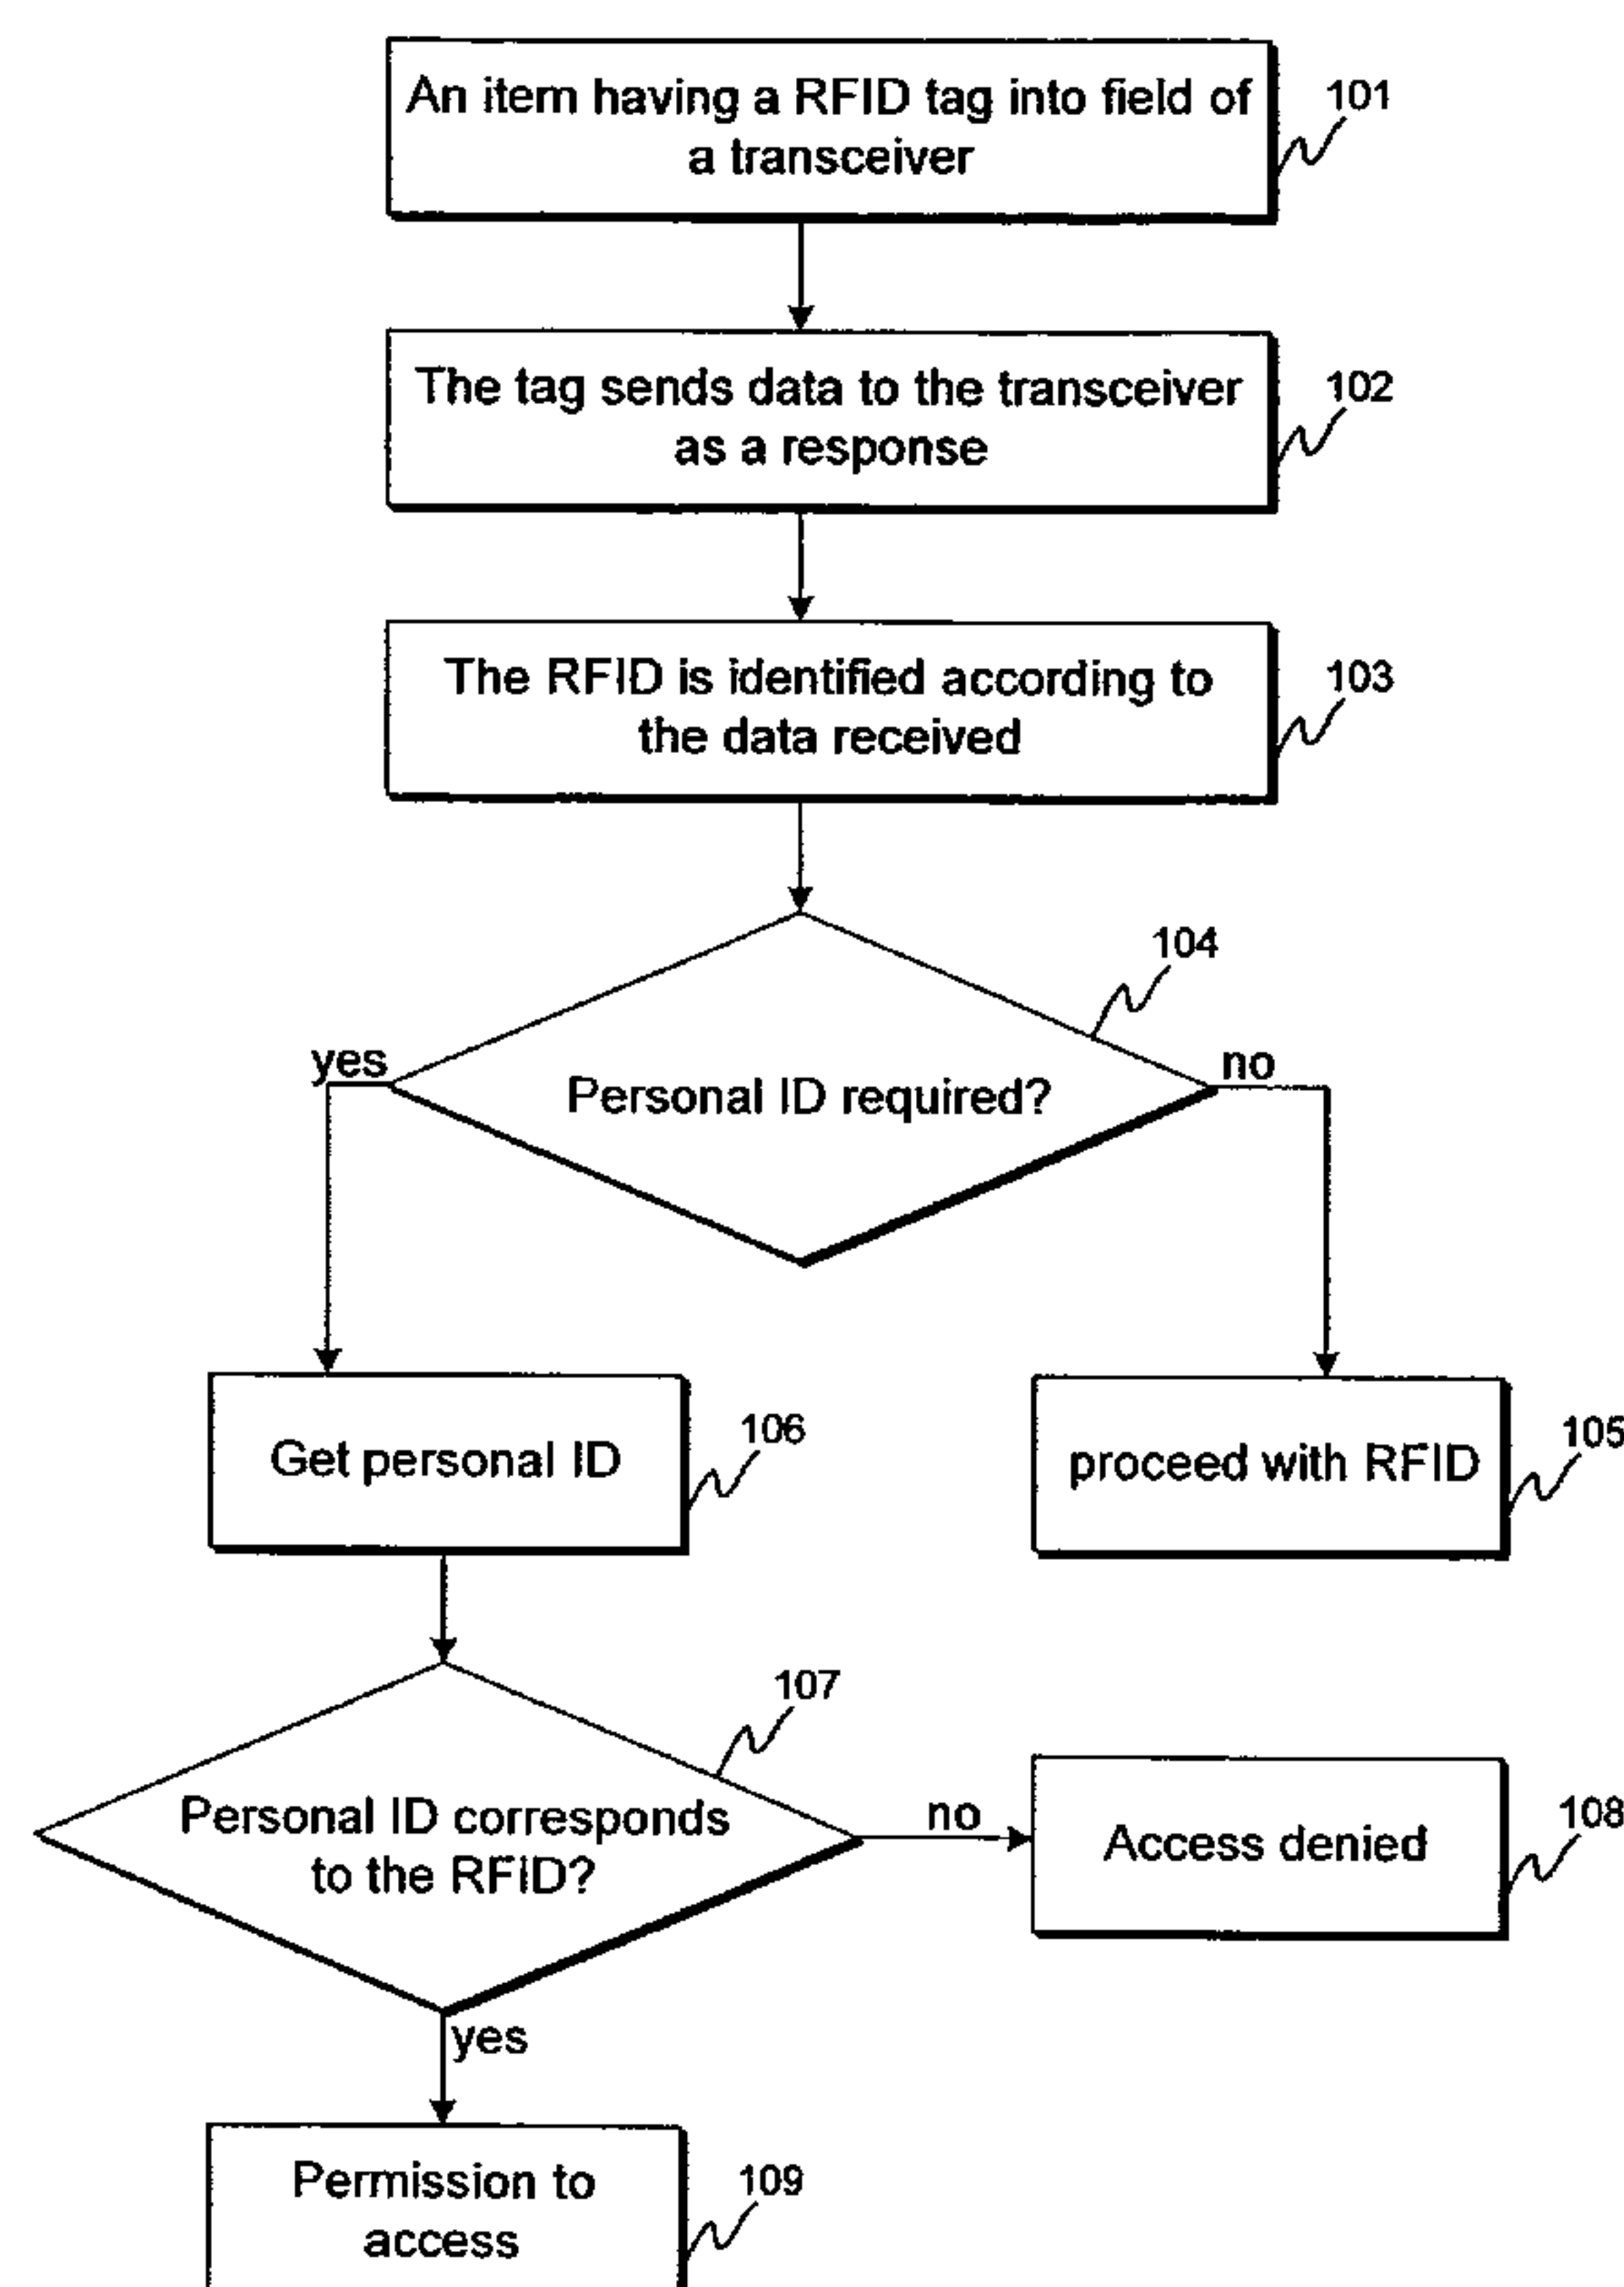 An item having a RFID tag into field of
a transceiver
101
The tag sends data to the transceiver
as a response
102
The RFID is identified according to
the data received
103
104
yes
no
Personal ID required?
Get personal ID
106
proceed with RFID
105
107
Personal ID corresponds
to the RFID?
no
Access denied
108
yes
Permission to
access
109